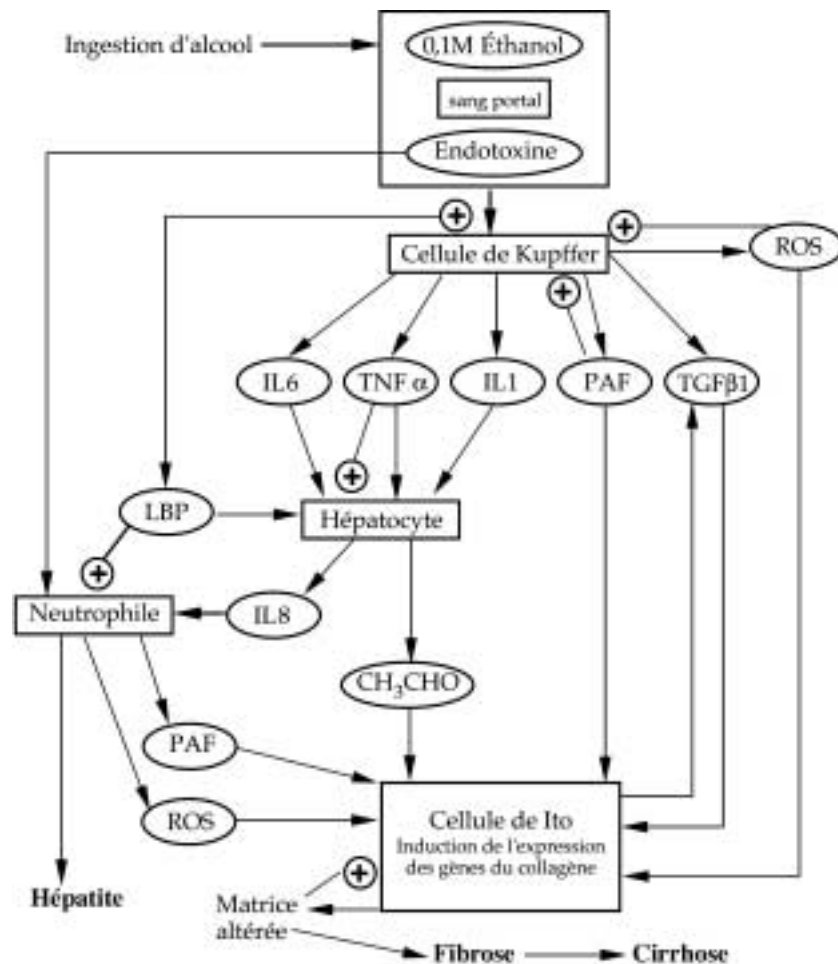 Ingestion d'alcool
0,1M Éthanol
sang portal
Endotoxine
+
+
Cellule de Kupffer
ROS
+
IL6
TNF α
IL1
PAF
TGFβ1
+
LBP
Hépatocyte
+
Neutrophile
IL8
CH₃CHO
PAF
ROS
Cellule de Ito
Induction de l'expression
des gènes du collagène
+
Hépatite
Matrice
altérée
Fibrose
Cirrhose